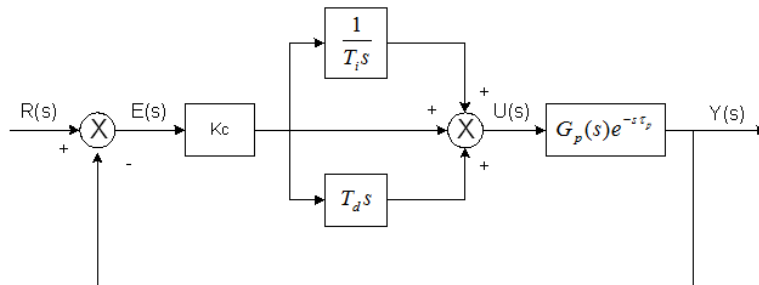 1
T_i s
R(s)
E(s)
U(s)
Y(s)
X
Kc
+
X
G_p(s)e^{-sτ_p}
+
-
+
+
T_d s